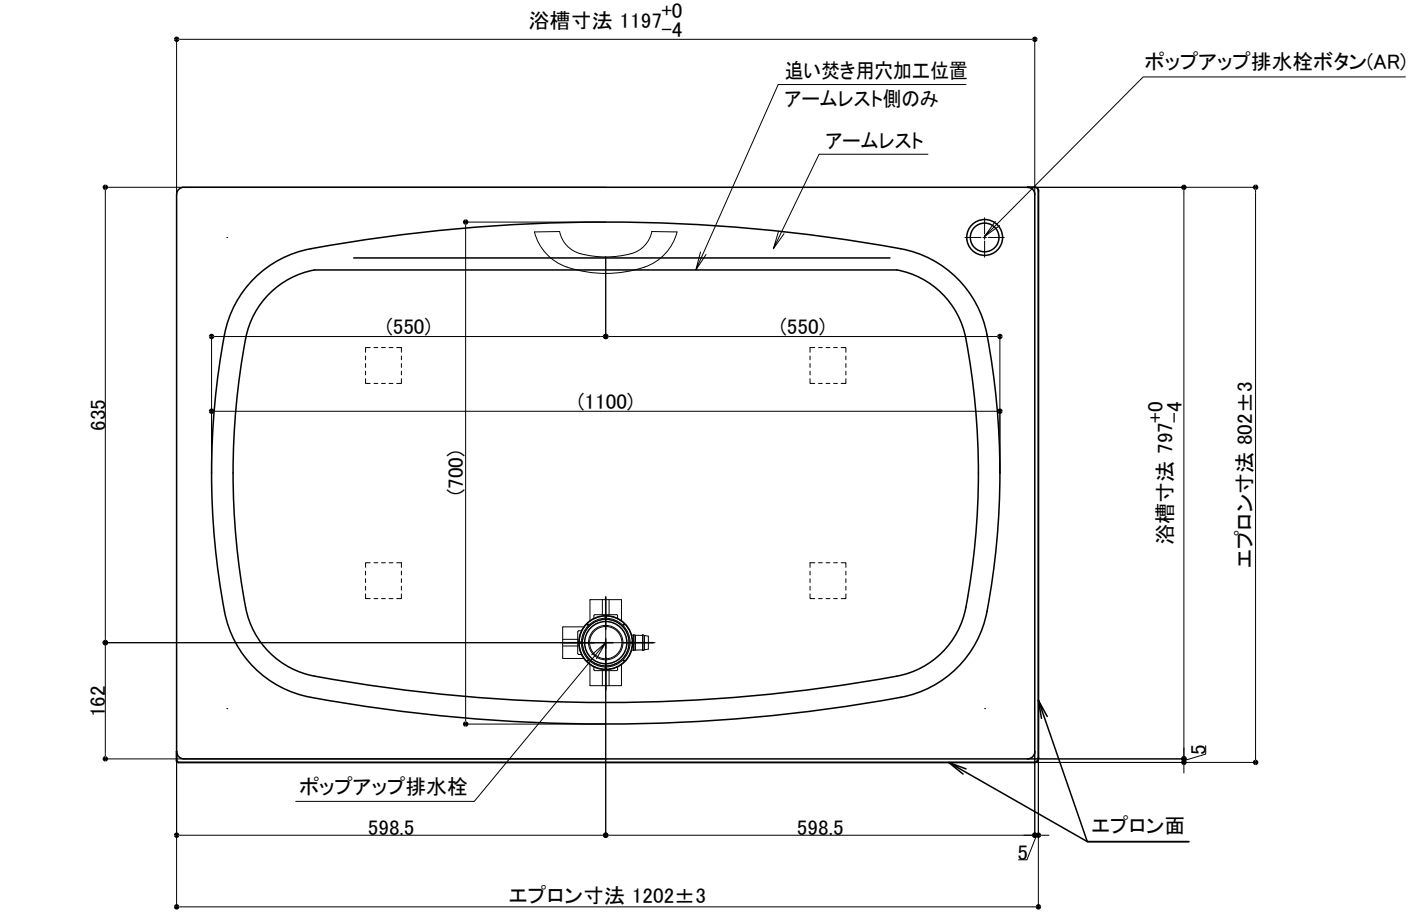 浴槽寸法 1197+0-4
追い焚き用穴加工位置
アームレスト側のみ
ポップアップ排水栓ボタン(AR)
アームレスト
(550)
(550)
(1100)
(700)
635
162
浴槽寸法 797+0-4
エプロン寸法 802±3
5
ポップアップ排水栓
598.5
598.5
5
エプロン面
エプロン寸法 1202±3